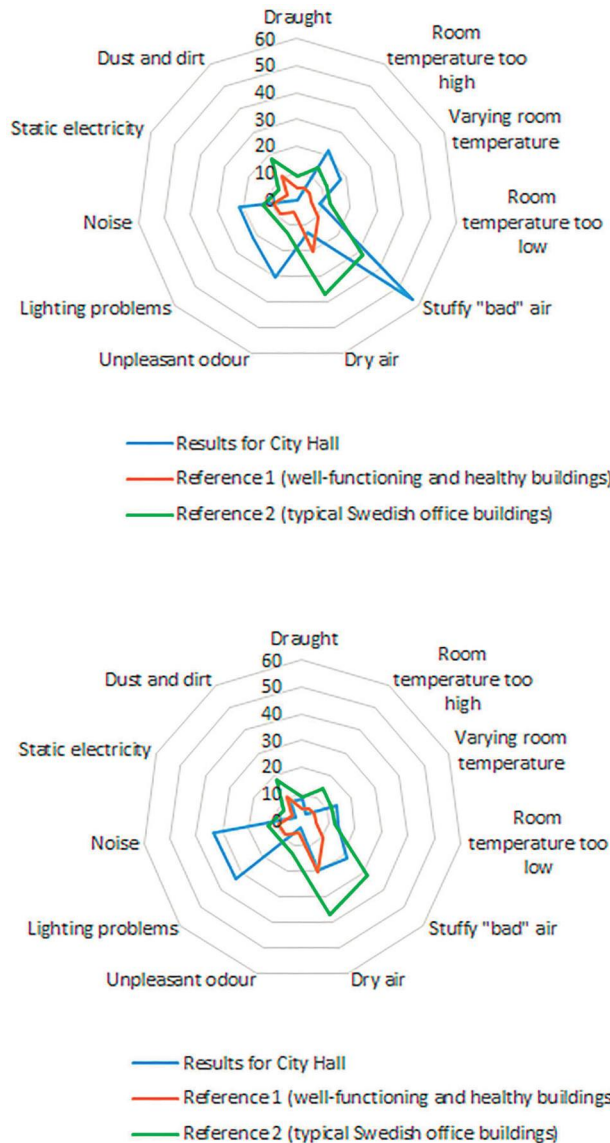 Draught
60
50
40
30
20
10
0
Room
temperature too
high
Varying room
temperature
Room
temperature too
low
Stuffy "bad" air
Dry air
Unpleasant odour
Lighting problems
Noise
Static electricity
Dust and dirt
Results for City Hall
Reference 1 (well-functioning and healthy buildings)
Reference 2 (typical Swedish office buildings)
Draught
60
50
40
30
20
10
0
Room
temperature too
high
Varying room
temperature
Room
temperature too
low
Stuffy "bad" air
Dry air
Unpleasant odour
Lighting problems
Noise
Static electricity
Dust and dirt
Results for City Hall
Reference 1 (well-functioning and healthy buildings
Reference 2 (typical Swedish office buildings)